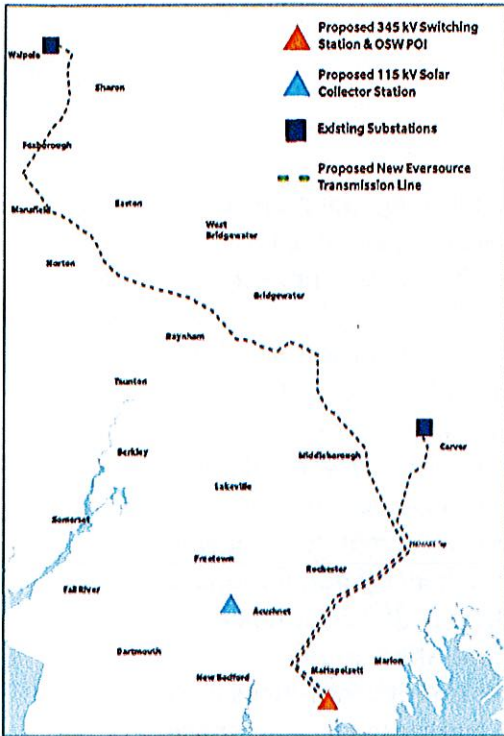 Proposed 345 kV Switching
Station & OSW POI
Walpole
Proposed 115 kV Solar
Collector Station
Sharon
Existing Substations
Foxborough
Proposed New Eversource
Transmission Line
Mansfield
Easton
West
Bridgewater
Norton
Bridgewater
Raynham
Taunton
Berkley
Middleborough
Carver
Lakeville
Somerset
Tap
Freetown
Rochester
Fall River
Acushnet
Dartmouth
Marion
Mattapoisett
New Bedford